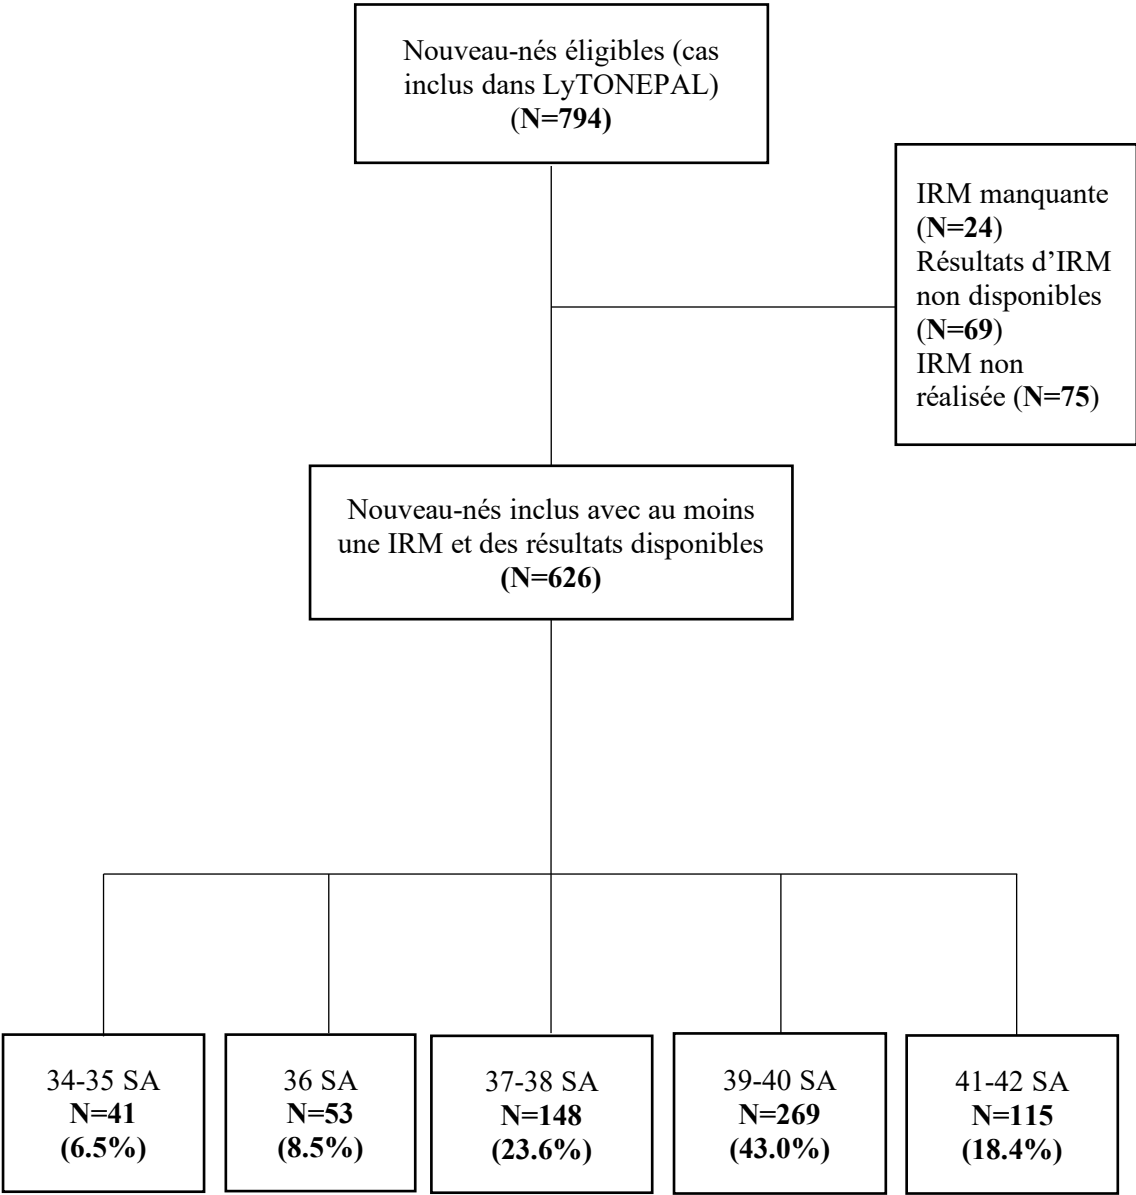 Nouveau-nés éligibles (cas
inclus dans LyTONEPAL)
(N=794)
IRM manquante
(N=24)
Résultats d’IRM
non disponibles
(N=69)
IRM non
réalisée (N=75)
Nouveau-nés inclus avec au moins
une IRM et des résultats disponibles
(N=626)
34-35 SA
N=41
(6.5%)
36 SA
N=53
(8.5%)
37-38 SA
N=148
(23.6%)
39-40 SA
N=269
(43.0%)
41-42 SA
N=115
(18.4%)